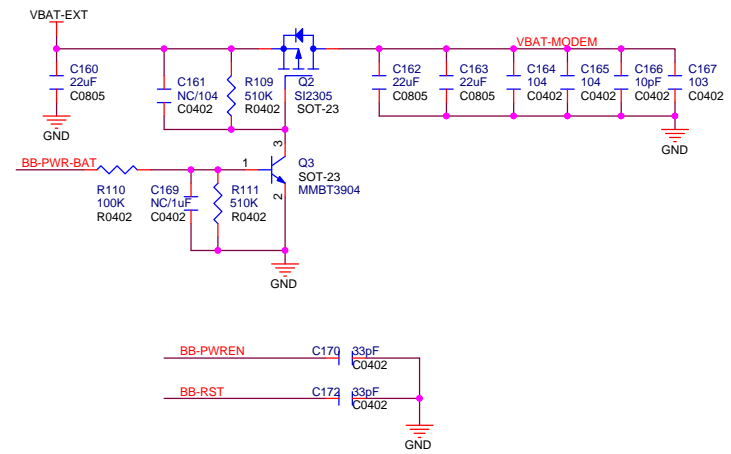 VBAT-EXT
VBAT-MODEM
C160
22uF
C0805
GND
C161
NC/104
C0402
R109
510K
R0402
Q2
SI2305
SOT-23
C162
22uF
C0805
C163
22uF
C0805
C164
104
C0402
C165
104
C0402
C166
10pF
C0402
C167
103
C0402
GND
BB-PWR-BAT
R110
100K
R0402
C169
NC/1uF
C0402
R111
510K
R0402
1
3
2
Q3
SOT-23
MMBT3904
GND
BB-PWREN
C170
33pF
C0402
BB-RST
C172
33pF
C0402
GND